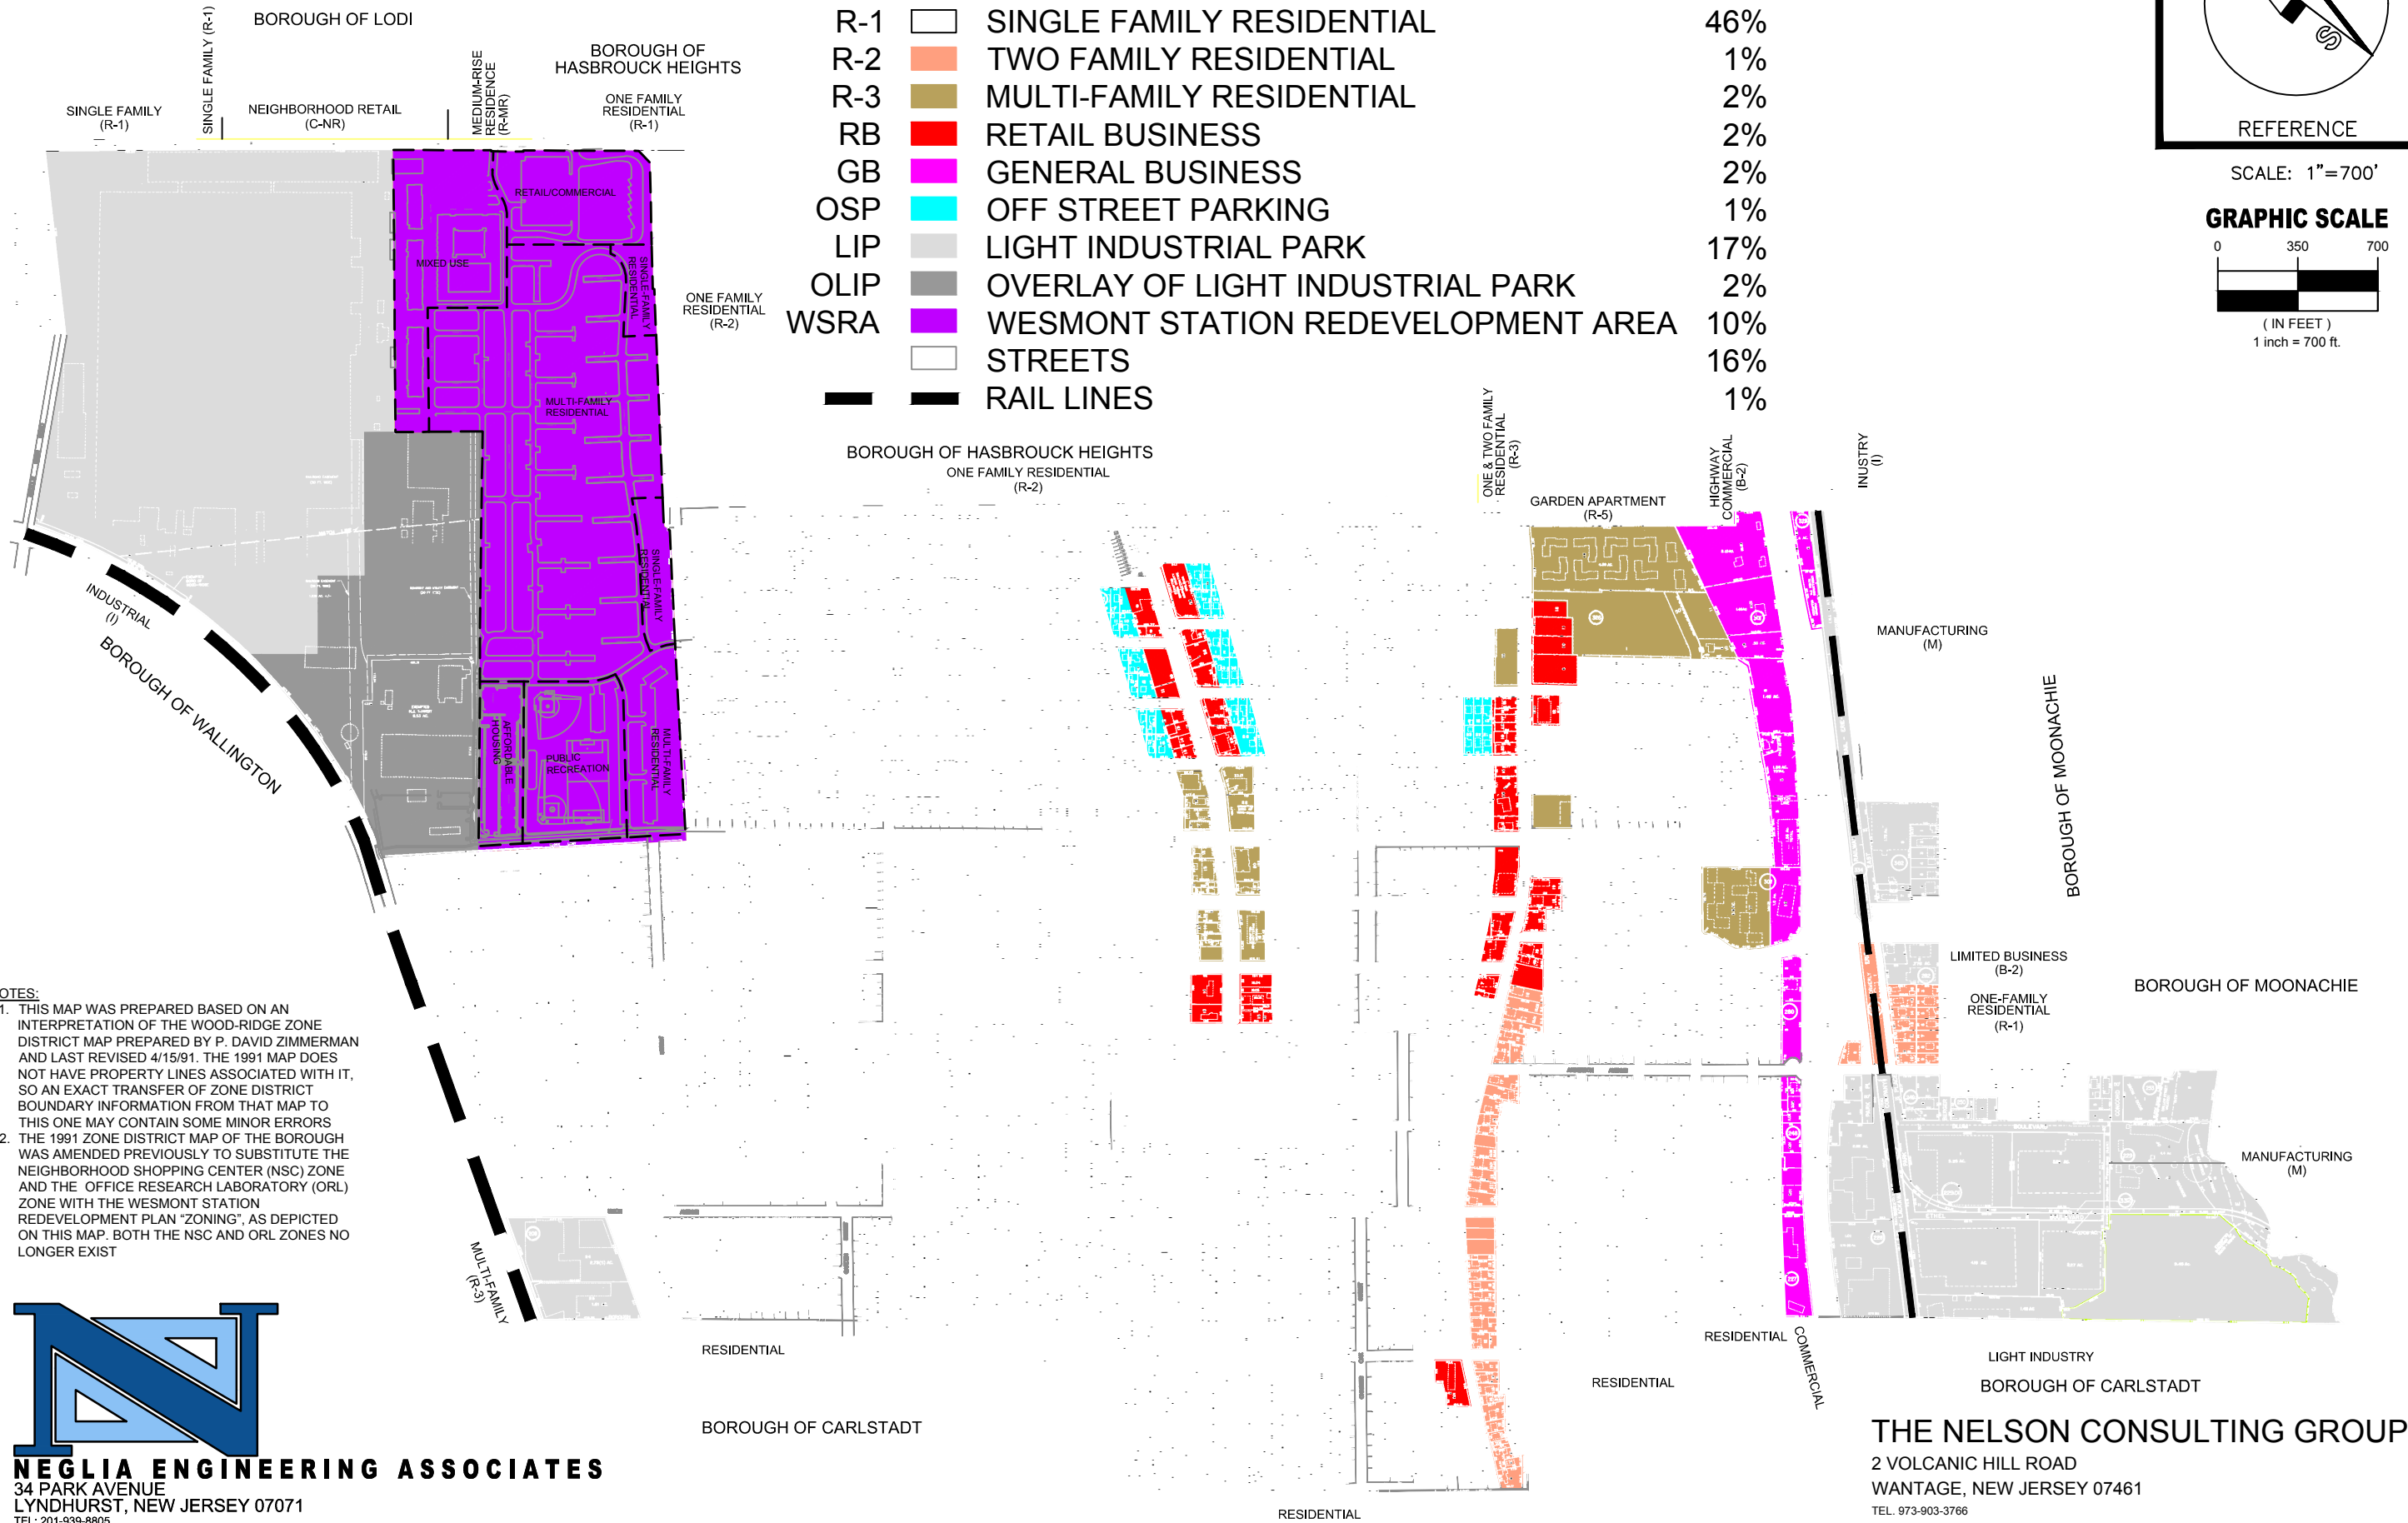 BOROUGH OF LODI
BOROUGH OF
HASBROUCK HEIGHTS
SINGLE FAMILY
(R-1)
SINGLE FAMILY (R-1)
NEIGHBORHOOD RETAIL
(C-NR)
MEDIUM-RISE
RESIDENCE
(R-MR)
ONE FAMILY
RESIDENTIAL
(R-1)
R-1 SINGLE FAMILY RESIDENTIAL 46%
R-2 TWO FAMILY RESIDENTIAL 1%
R-3 MULTI-FAMILY RESIDENTIAL 2%
RB RETAIL BUSINESS 2%
GB GENERAL BUSINESS 2%
OSP OFF STREET PARKING 1%
LIP LIGHT INDUSTRIAL PARK 17%
OLIP OVERLAY OF LIGHT INDUSTRIAL PARK 2%
WSRA WESMONT STATION REDEVELOPMENT AREA 10%
STREETS 16%
RAIL LINES 1%
S
REFERENCE
SCALE: 1"=700'
GRAPHIC SCALE
0 350 700
( IN FEET )
1 inch = 700 ft.
RETAIL/COMMERCIAL
MIXED USE
SINGLE-FAMILY
RESIDENTIAL
ONE FAMILY
RESIDENTIAL
(R-2)
MULTI-FAMILY
RESIDENTIAL
SINGLE-FAMILY
RESIDENTIAL
AFFORDABLE
HOUSING
PUBLIC
RECREATION
MULTI-FAMILY
RESIDENTIAL
BOROUGH OF HASBROUCK HEIGHTS
ONE FAMILY RESIDENTIAL
(R-2)
ONE & TWO FAMILY
RESIDENTIAL
(R-3)
GARDEN APARTMENT
(R-5)
HIGHWAY
COMMERCIAL
(B-2)
INUSTRY
(I)
MANUFACTURING
(M)
BOROUGH OF MOONACHIE
INDUSTRIAL
(I)
BOROUGH OF WALLINGTON
LIMITED BUSINESS
(B-2)
ONE-FAMILY
RESIDENTIAL
(R-1)
BOROUGH OF MOONACHIE
MANUFACTURING
(M)
OTES:
1. THIS MAP WAS PREPARED BASED ON AN
INTERPRETATION OF THE WOOD-RIDGE ZONE
DISTRICT MAP PREPARED BY P. DAVID ZIMMERMAN
AND LAST REVISED 4/15/91. THE 1991 MAP DOES
NOT HAVE PROPERTY LINES ASSOCIATED WITH IT,
SO AN EXACT TRANSFER OF ZONE DISTRICT
BOUNDARY INFORMATION FROM THAT MAP TO
THIS ONE MAY CONTAIN SOME MINOR ERRORS
2. THE 1991 ZONE DISTRICT MAP OF THE BOROUGH
WAS AMENDED PREVIOUSLY TO SUBSTITUTE THE
NEIGHBORHOOD SHOPPING CENTER (NSC) ZONE
AND THE OFFICE RESEARCH LABORATORY (ORL)
ZONE WITH THE WESMONT STATION
REDEVELOPMENT PLAN "ZONING", AS DEPICTED
ON THIS MAP. BOTH THE NSC AND ORL ZONES NO
LONGER EXIST
MULTI-FAMILY
(R-3)
RESIDENTIAL
BOROUGH OF CARLSTADT
RESIDENTIAL
RESIDENTIAL
RESIDENTIAL
COMMERCIAL
LIGHT INDUSTRY
BOROUGH OF CARLSTADT
NEGLIA ENGINEERING ASSOCIATES
34 PARK AVENUE
LYNDHURST, NEW JERSEY 07071
TEL: 201-939-8805
THE NELSON CONSULTING GROUP
2 VOLCANIC HILL ROAD
WANTAGE, NEW JERSEY 07461
TEL. 973-903-3766